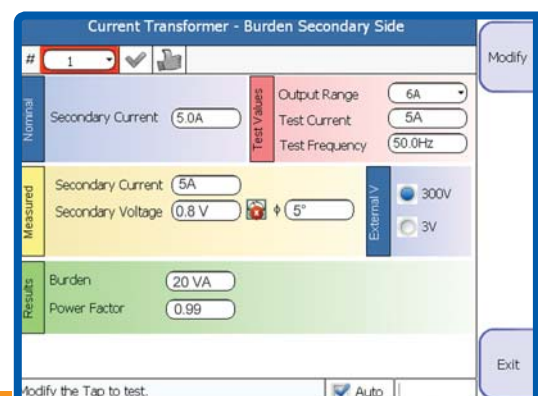 Current Transformer - Burden Secondary Side
# 1
Modify
Nominal
Secondary Current 5.0A
Test Values
Output Range 6A
Test Current 5A
Test Frequency 50.0Hz
Measured
Secondary Current 5A
Secondary Voltage 0.8 V ϕ 5°
External V
300V
3V
Results
Burden 20 VA
Power Factor 0.99
Exit
Modify the Tap to test. Auto